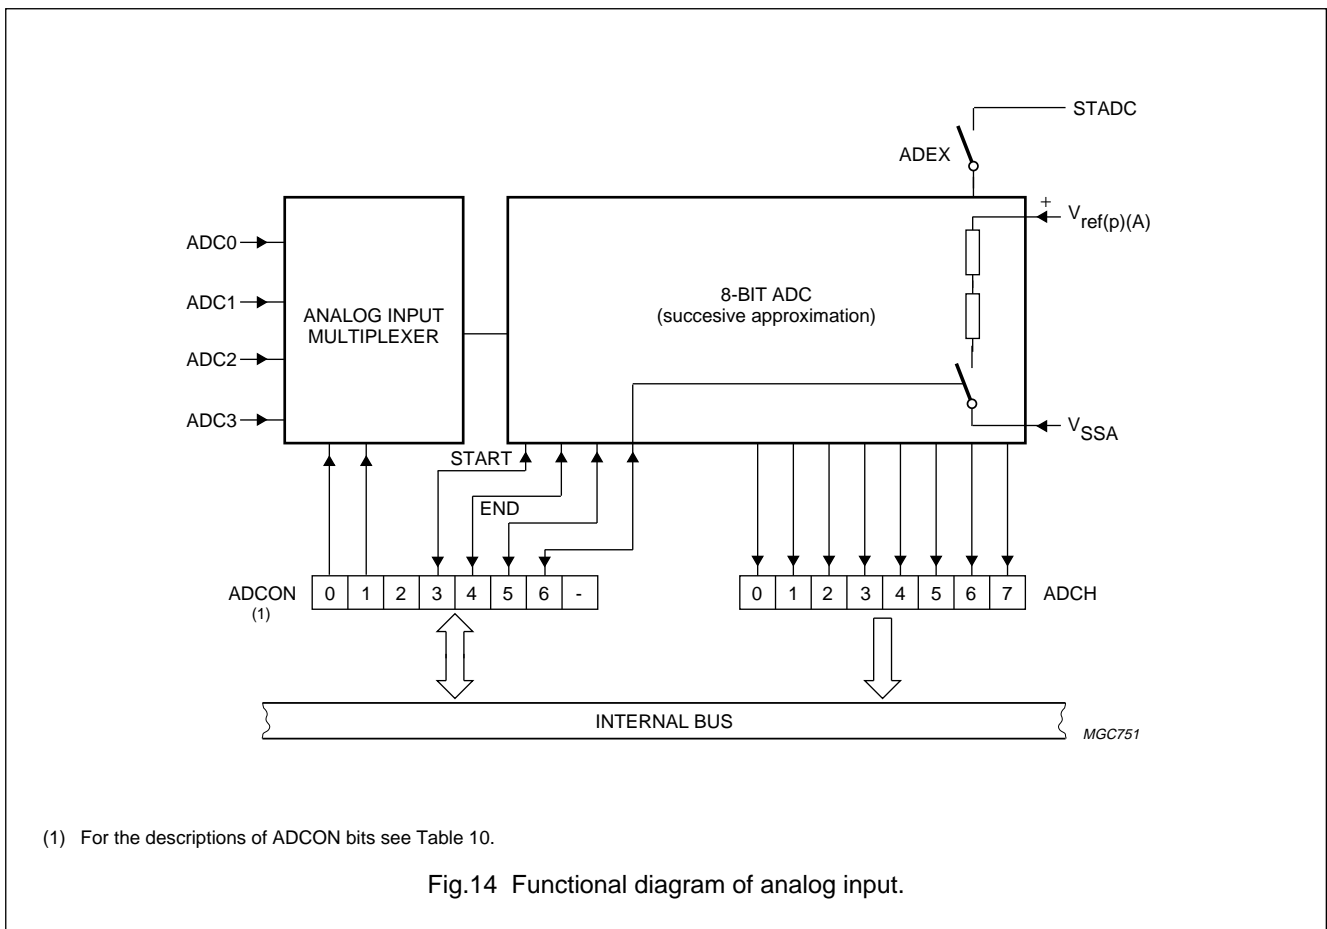 STADC
ADEX
+
Vref(p)(A)
ADC0
ADC1
ADC2
ADC3
ANALOG INPUT
MULTIPLEXER
8-BIT ADC
(succesive approximation)
VSSA
START
END
ADCON
(1)
0 1 2 3 4 5 6 -
0 1 2 3 4 5 6 7
ADCH
INTERNAL BUS
MGC751
(1) For the descriptions of ADCON bits see Table 10.
Fig.14 Functional diagram of analog input.